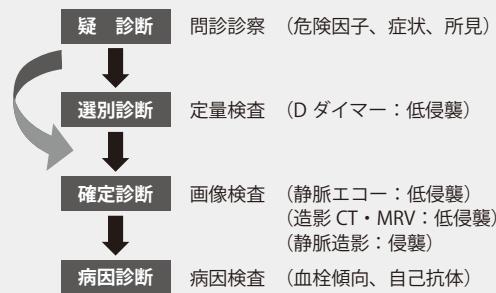 疑　診断　問診診察　（危険因子、症状、所見）
選別診断　定量検査　（D ダイマー：低侵襲）
確定診断　画像検査　（静脈エコー：低侵襲）
（造影 CT・MRV：低侵襲）
（静脈造影：侵襲）
病因診断　病因検査　（血栓傾向、自己抗体）